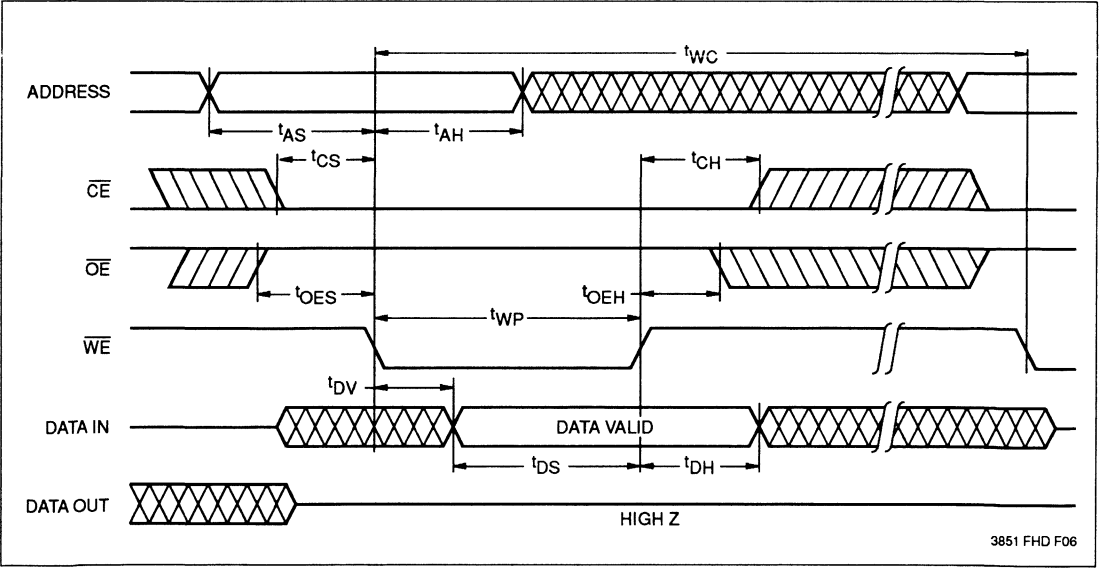 tWC
ADDRESS
tAS
tAH
tCS
tCH
CE
OE
tOES
tOEH
tWP
WE
tDV
DATA IN
DATA VALID
tDS
tDH
DATA OUT
HIGH Z
3851 FHD F06